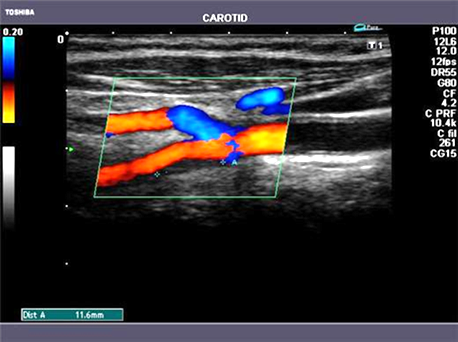 TOSHIBA
CAROTID
0.20
0
T 1
P100
12L6
12.0
12fps
DR55
G80
CF
4.2
C PRF
10.4k
C fil
261
CG15
A
Dist A 11.6mm